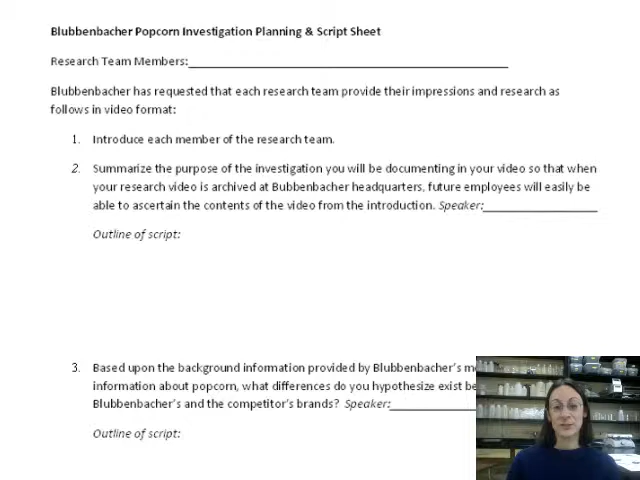 Blubbenbacher Popcorn Investigation Planning & Script Sheet
Research Team Members:
Blubbenbacher has requested that each research team provide their impressions and research as
follows in video format:
1. Introduce each member of the research team.
2. Summarize the purpose of the investigation you will be documenting in your video so that when
your research video is archived at Bubbenbacher headquarters, future employees will easily be
able to ascertain the contents of the video from the introduction. Speaker:
Outline of script:
3. Based upon the background information provided by Blubbenbacher's
information about popcorn, what differences do you hypothesize exist
Blubbenbacher's and the competitor's brands? Speaker:
Outline of script: